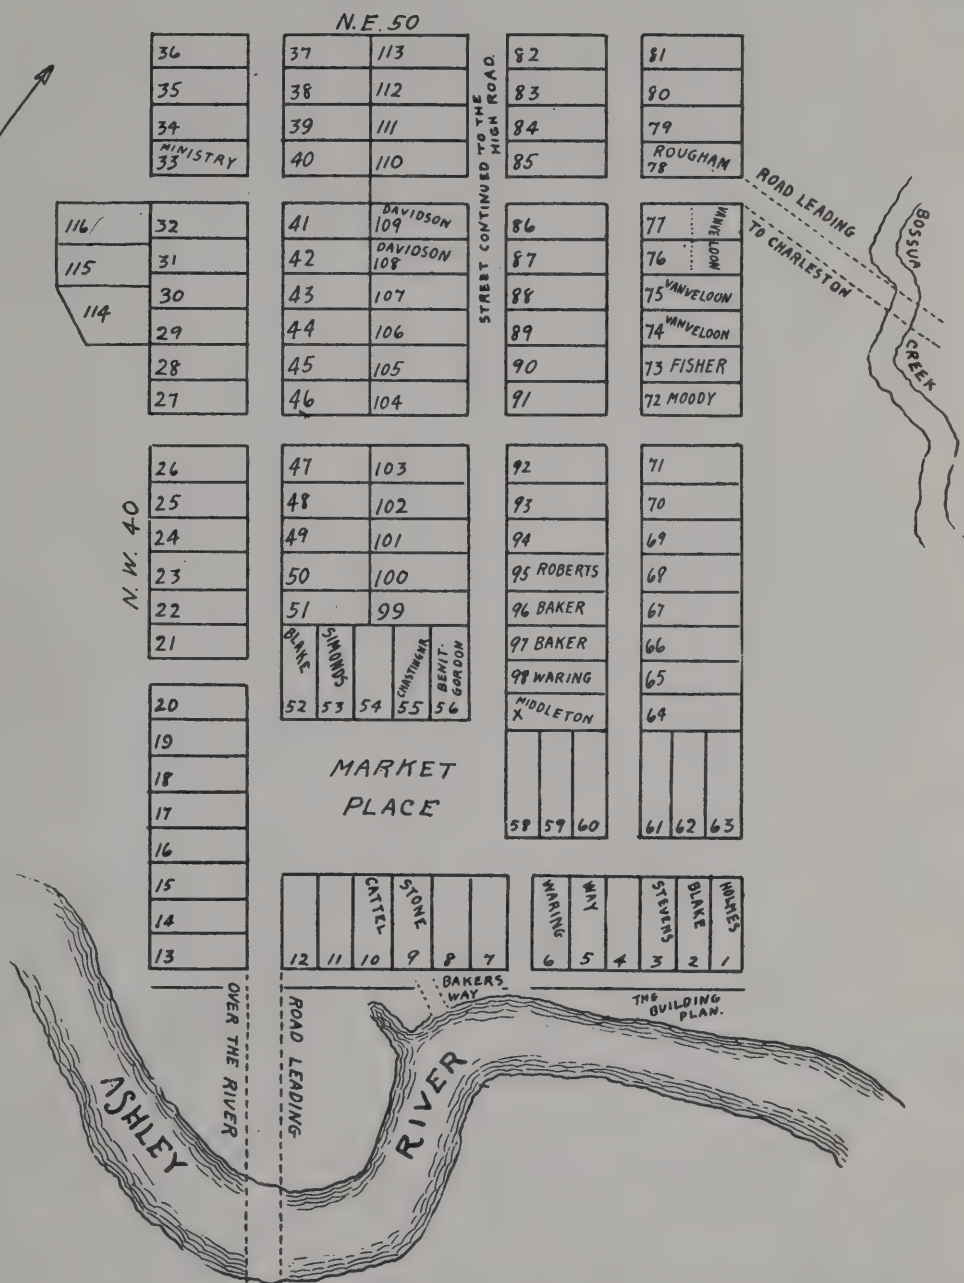 N.E. 50
36
35
34
MINISTRY
33
37 113
38 112
39 111
40 110
STREET CONTINUED TO THE
HIGH ROAD.
82
83
84
85
81
80
79
ROUGHAM
78
ROAD LEADING
TO CHARLESTON
BOSSUA
CREEK
116
115
114
32
31
30
29
28
27
41 DAVIDSON 109
42 DAVIDSON 108
43 107
44 106
45 105
46 104
86
87
88
89
90
91
77
76
VANVELOON
75 VANVELOON
74 VANVELOON
73 FISHER
72 MOODY
N.W. 40
26
25
24
23
22
21
47 103
48 102
49 101
50 100
51 99
BLAKE
52
SIMONDS
53
54
55
BENIT.
GORDON
56
92
93
94
95 ROBERTS
96 BAKER
97 BAKER
98 WARING
MIDDLETON
X
71
70
69
68
67
66
65
64
20
19
18
17
16
15
14
13
MARKET
PLACE
58 59 60
61 62 63
12
11
CATTEL
10
STONE
9
8
7
WARING
6
WAY
5
4
STEVENS
3
BLAKE
2
HOLMES
1
BAKERS
WAY
THE
BUILDING
PLAN.
OVER THE RIVER
ROAD LEADING
ASHLEY
RIVER